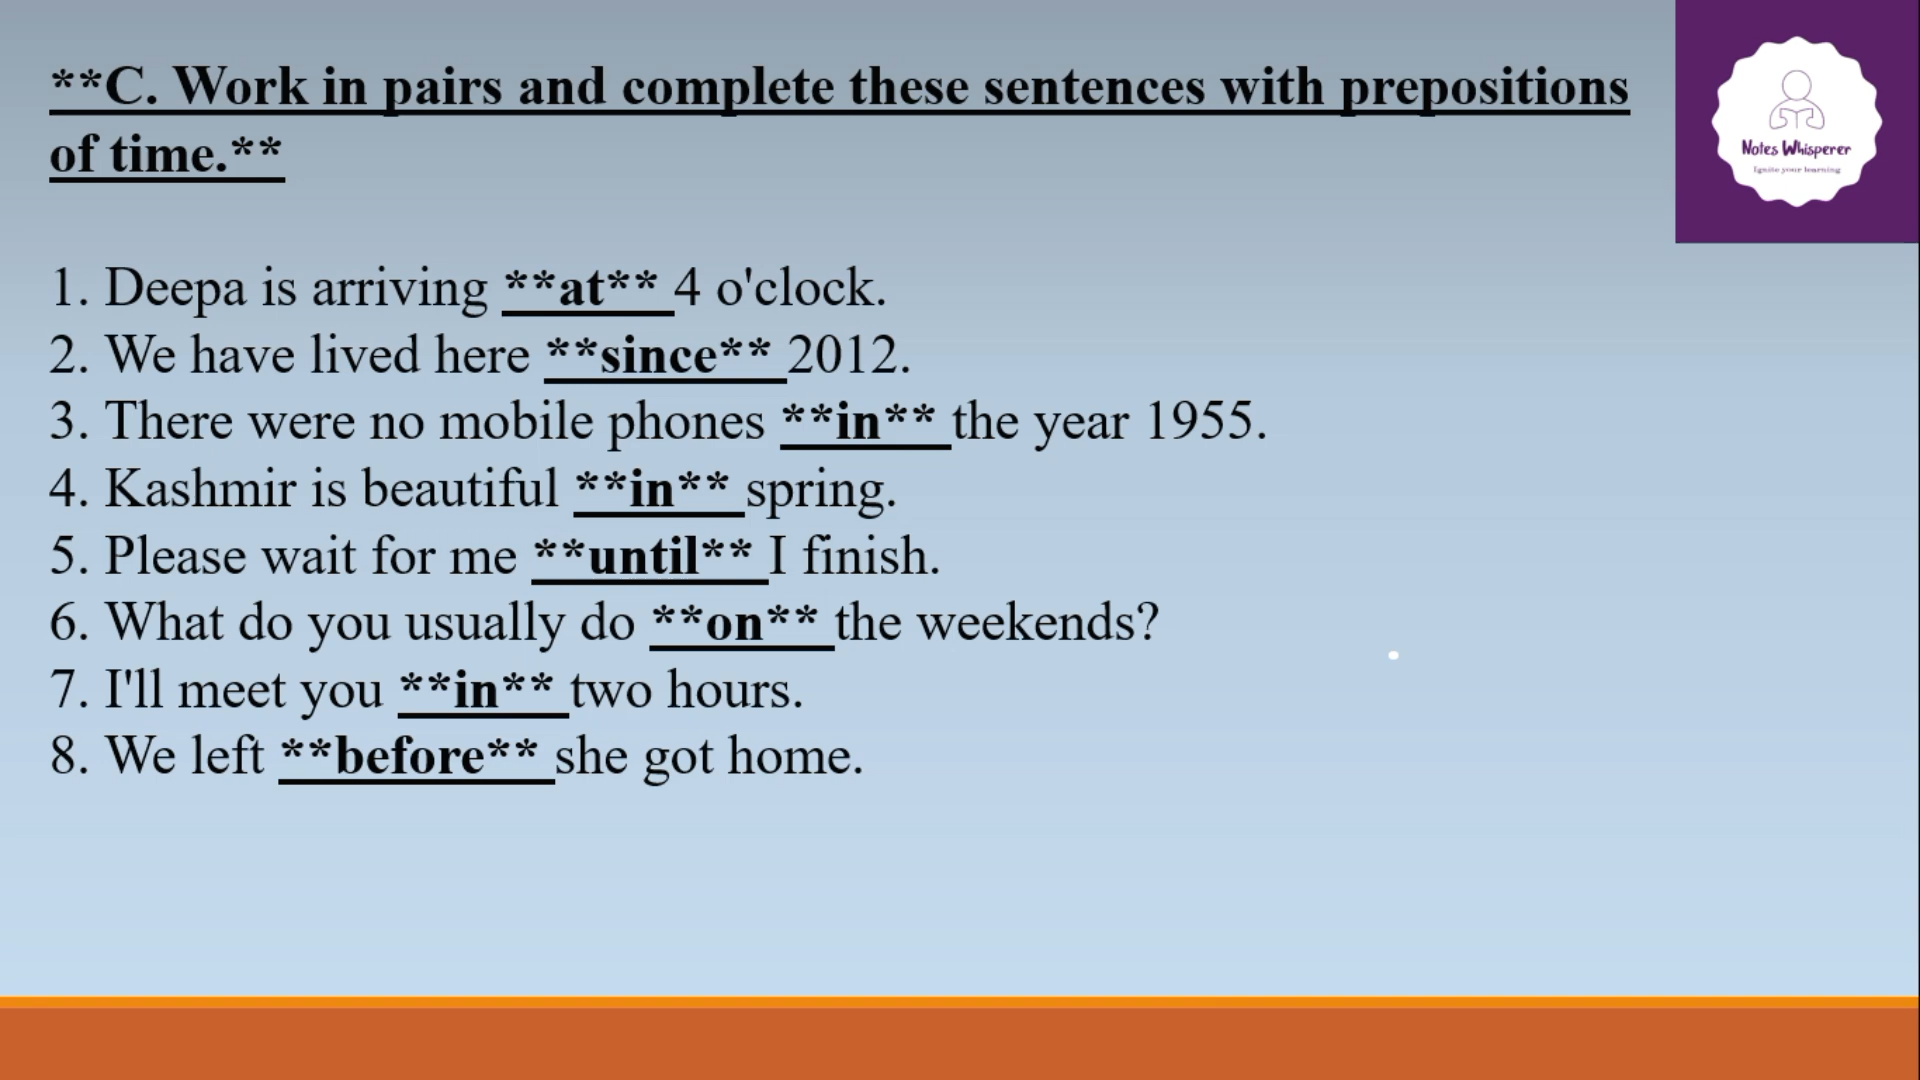 **C. Work in pairs and complete these sentences with prepositions
of time.**
Notes Whisperer
Ignite your learning
1. Deepa is arriving **at** 4 o'clock.
2. We have lived here **since** 2012.
3. There were no mobile phones **in** the year 1955.
4. Kashmir is beautiful **in** spring.
5. Please wait for me **until** I finish.
6. What do you usually do **on** the weekends?
7. I'll meet you **in** two hours.
8. We left **before** she got home.